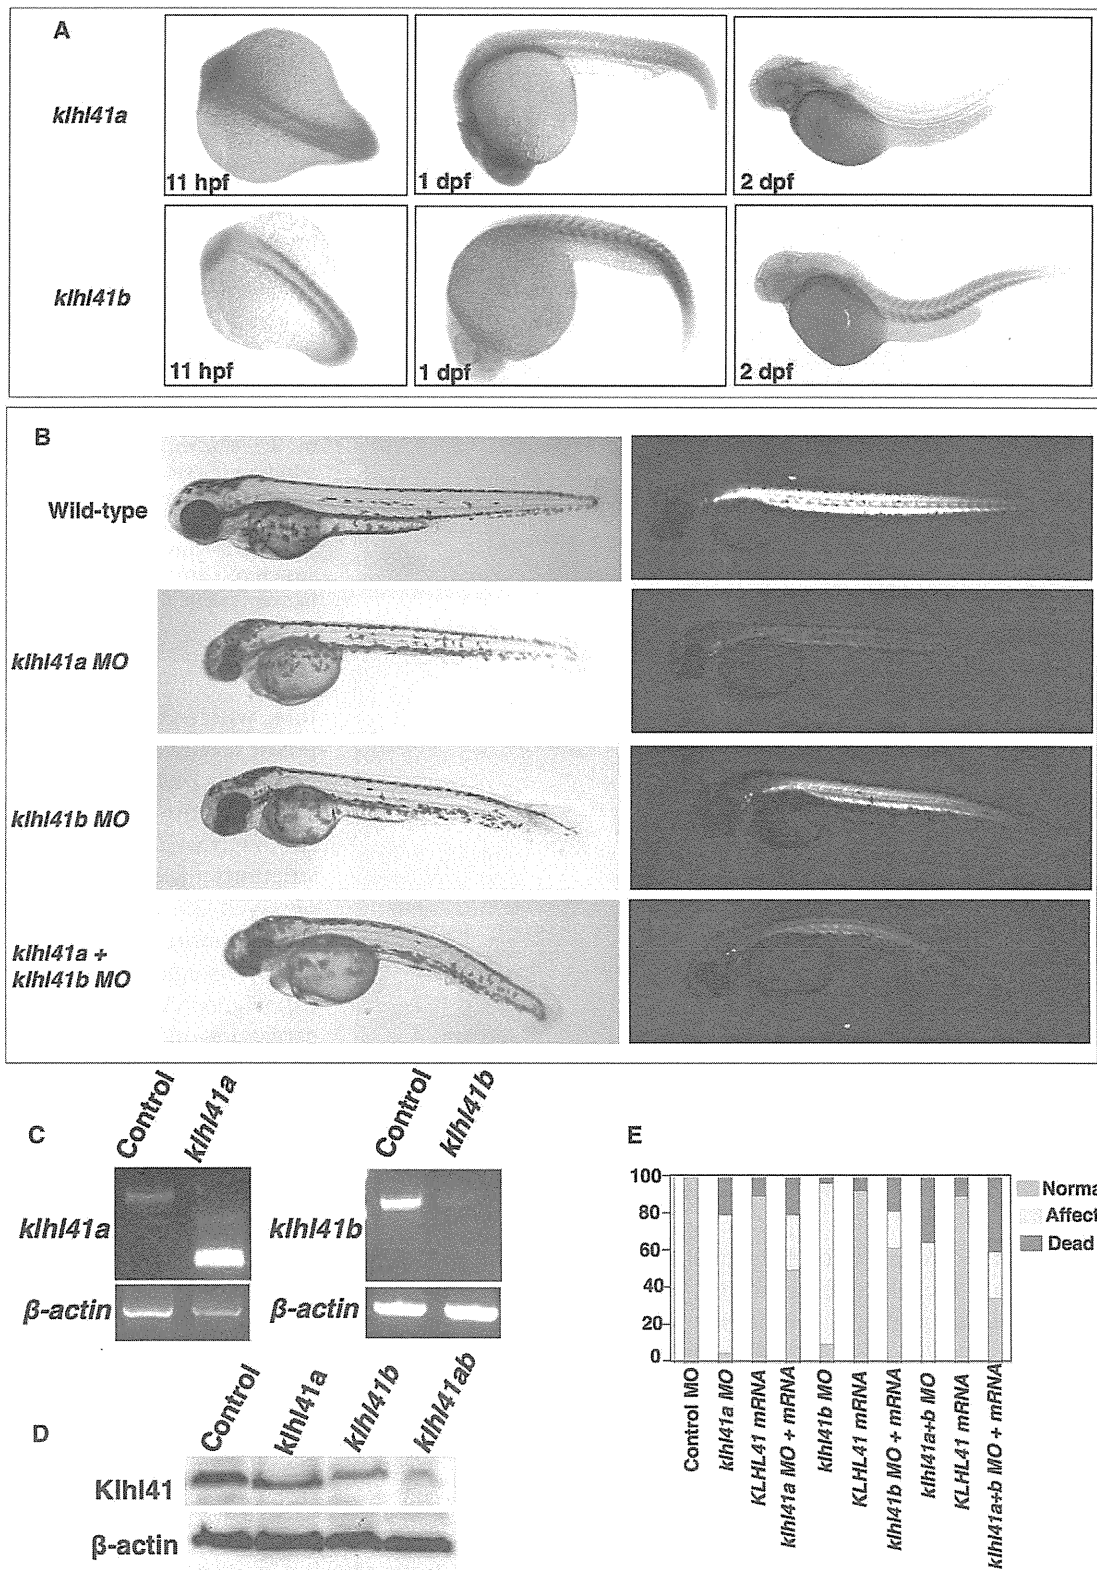 A
klhl41a
11 hpf
1 dpf
2 dpf
klhl41b
11 hpf
1 dpf
2 dpf
B
Wild-type
klhl41a MO
klhl41b MO
klhl41a +
klhl41b MO
C
Control
klhl41a
klhl41a
β-actin
Control
klhl41b
klhl41b
β-actin
D
Control
klhl41a
klhl41b
klhl41ab
Klhl41
β-actin
E
100
80
60
40
20
0
Norma
Affect
Dead
Control MO
klhl41a MO
KLHL41 mRNA
klhl41a MO + mRNA
klhl41b MO
KLHL41 mRNA
klhl41b MO + mRNA
klhl41a+b MO
KLHL41 mRNA
klhl41a+b MO + mRNA